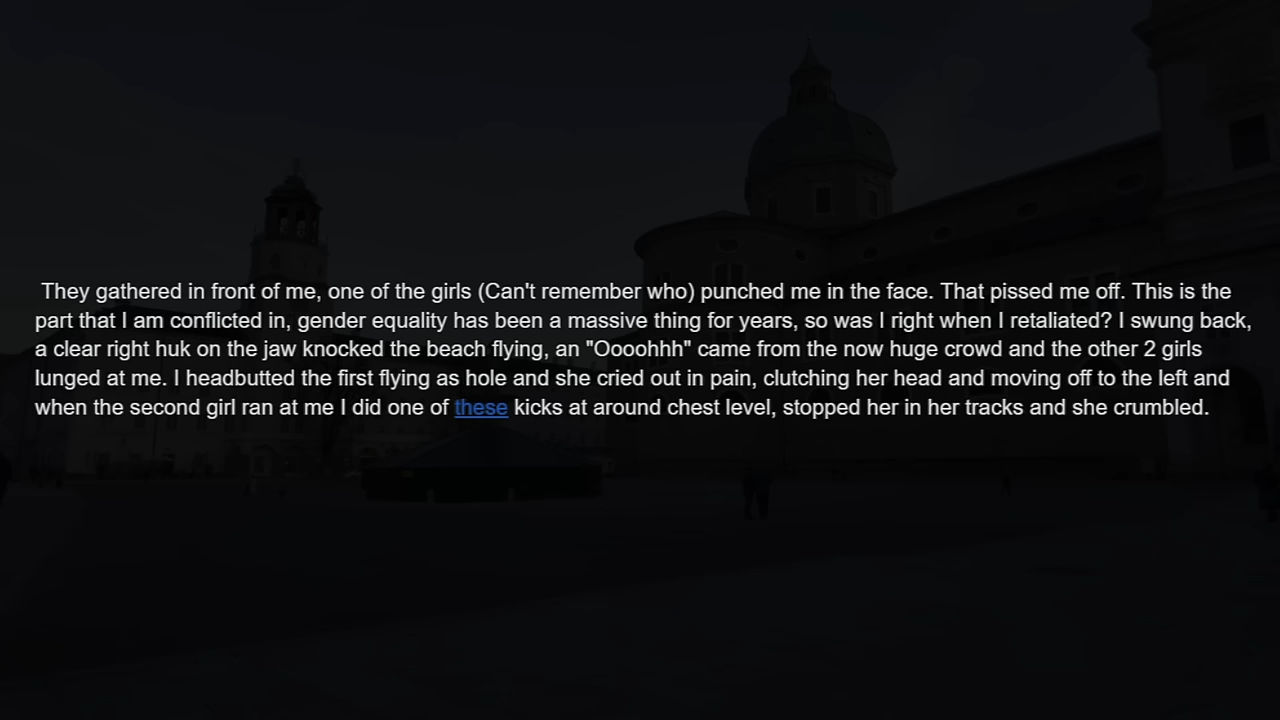 They gathered in front of me, one of the girls (Can't remember who) punched me in the face. That pissed me off. This is the
part that I am conflicted in, gender equality has been a massive thing for years, so was I right when I retaliated? I swung back,
a clear right huk on the jaw knocked the beach flying, an "Oooohhh" came from the now huge crowd and the other 2 girls
lunged at me. I headbutted the first flying as hole and she cried out in pain, clutching her head and moving off to the left and
when the second girl ran at me I did one of these kicks at around chest level, stopped her in her tracks and she crumbled.